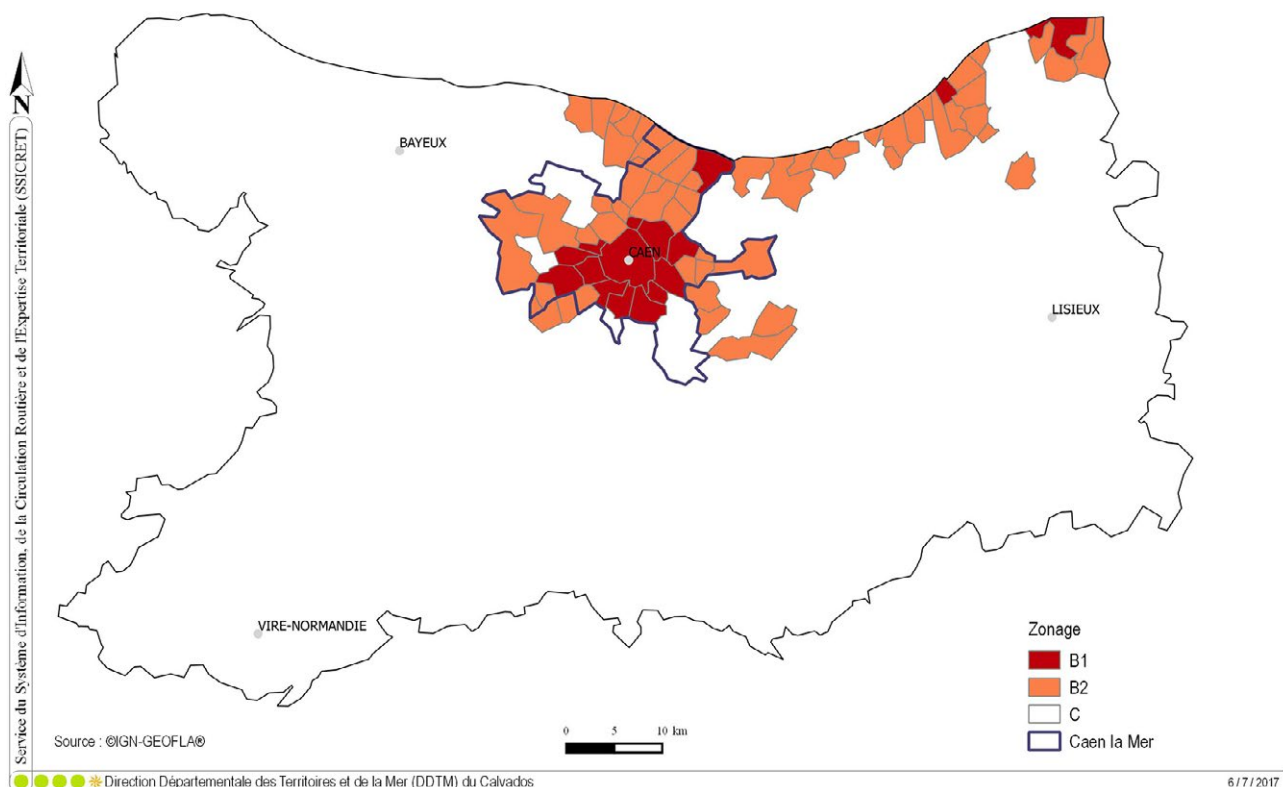 N
Service du Système d'Information, de la Circulation Routière et de l'Expertise Territoriale (SSICRET)
BAYEUX
CAEN
LISIEUX
VIRE-NORMANDIE
Zonage
B1
B2
C
Caen la Mer
Source : ©IGN-GEOFLA®
0 5 10 km
Direction Départementale des Territoires et de la Mer (DDTM) du Calvados
6 / 7 / 2017